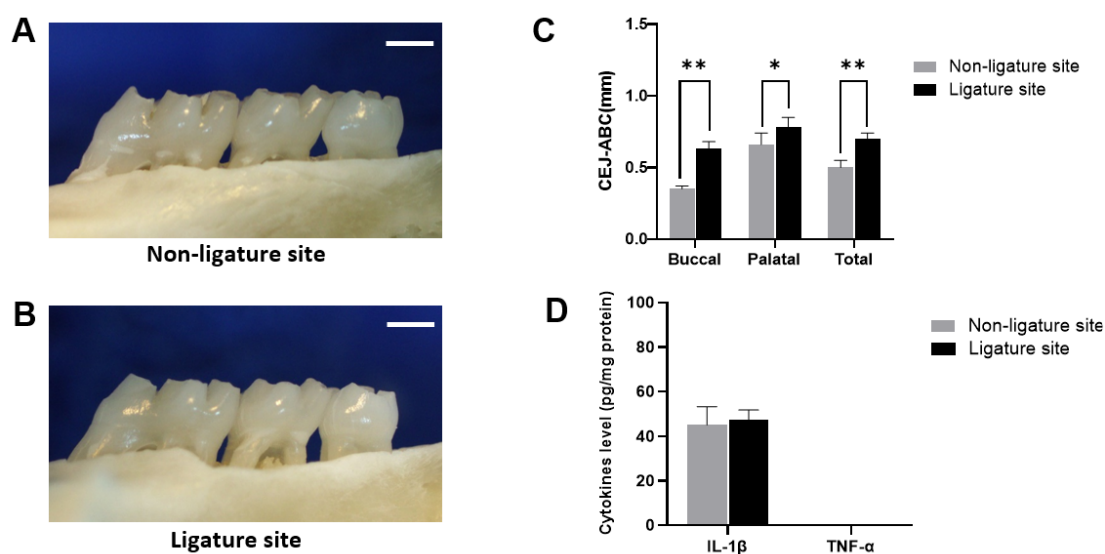 A
Non-ligature site
B
Ligature site
C
CEJ-ABC(mm)
1.5
1.0
0.5
0.0
**
*
**
Buccal Palatal Total
Non-ligature site
Ligature site
D
Cytokines level (pg/mg protein)
100
80
60
40
20
0
IL-1β TNF-α
Non-ligature site
Ligature site